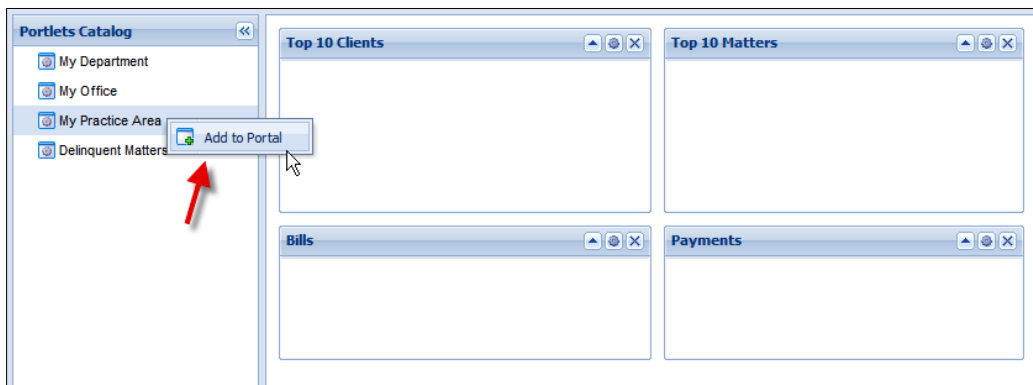 Portlets Catalog
My Department
My Office
My Practice Area
Add to Portal
Delinquent Matters
Top 10 Clients
Top 10 Matters
Bills
Payments